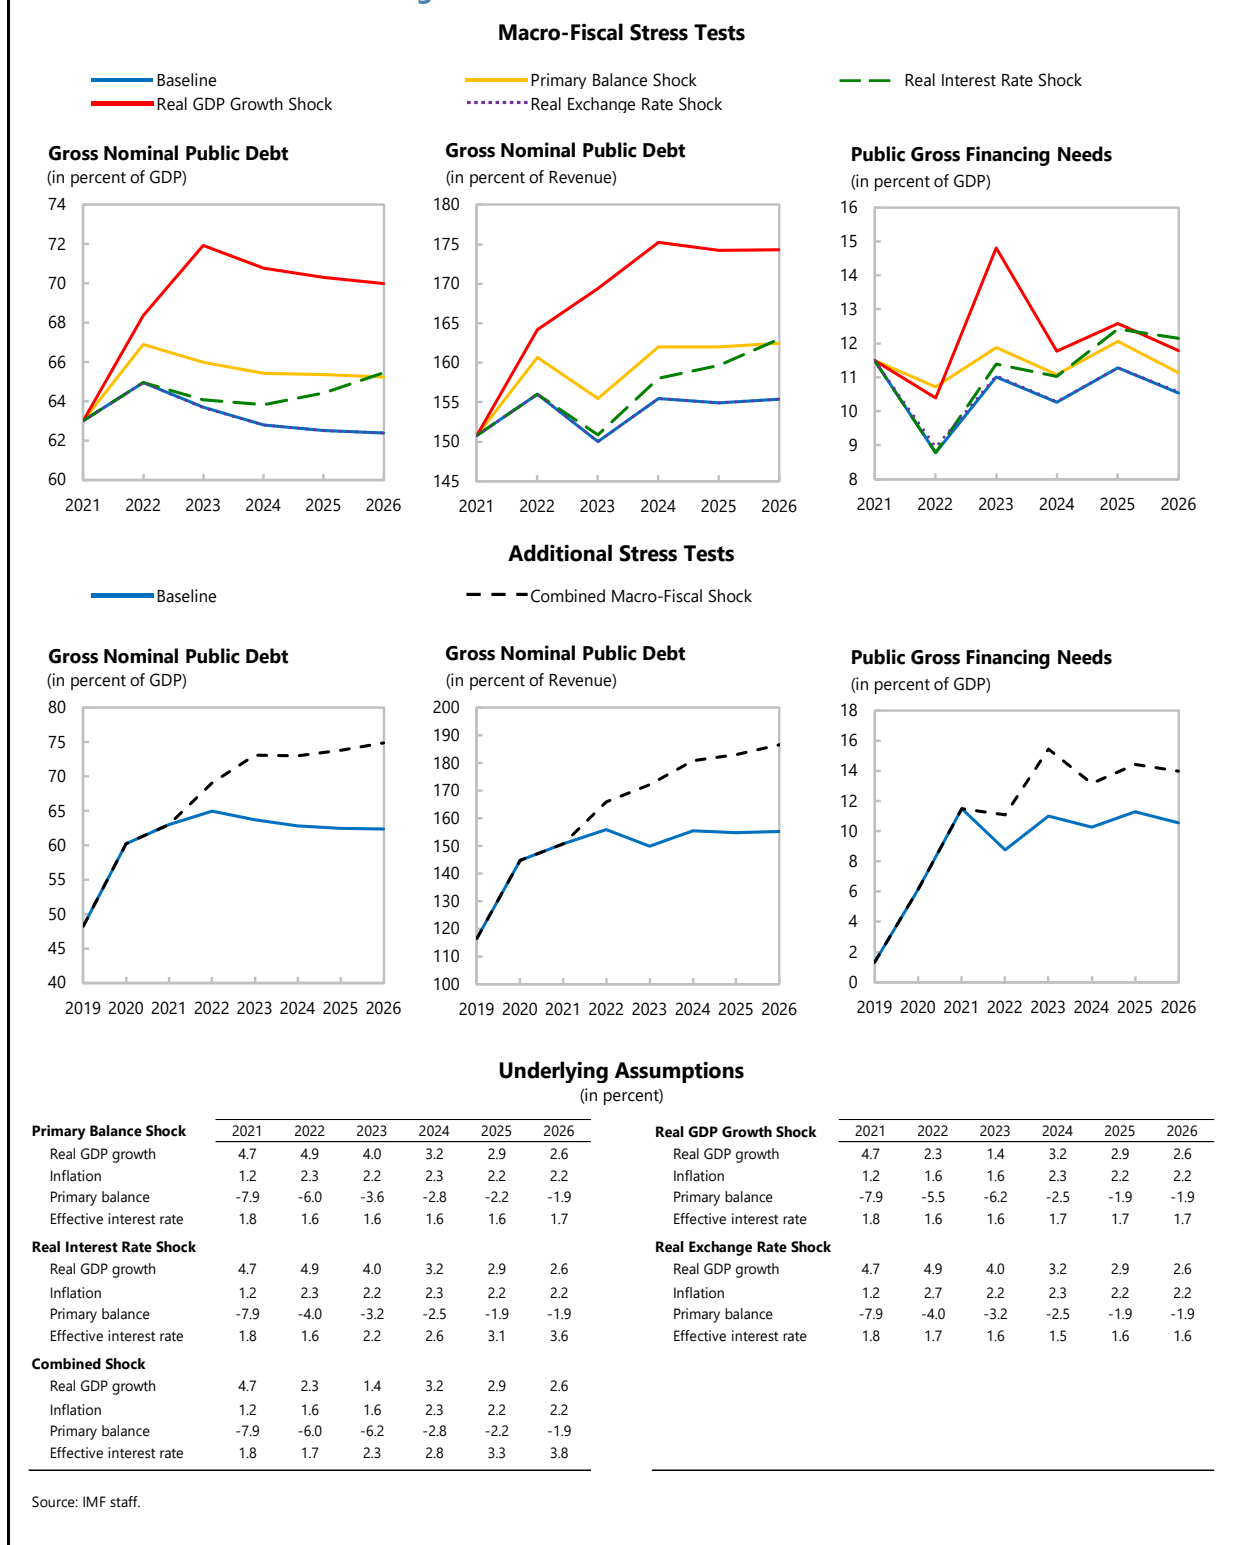 Macro-Fiscal Stress Tests
Baseline
Primary Balance Shock
Real Interest Rate Shock
Real GDP Growth Shock
Real Exchange Rate Shock
Gross Nominal Public Debt
(in percent of GDP)
74
72
70
68
66
64
62
60
2021 2022 2023 2024 2025 2026
Gross Nominal Public Debt
(in percent of Revenue)
180
175
170
165
160
155
150
145
2021 2022 2023 2024 2025 2026
Public Gross Financing Needs
(in percent of GDP)
16
15
14
13
12
11
10
9
8
2021 2022 2023 2024 2025 2026
Additional Stress Tests
Baseline
Combined Macro-Fiscal Shock
Gross Nominal Public Debt
(in percent of GDP)
80
75
70
65
60
55
50
45
40
2019 2020 2021 2022 2023 2024 2025 2026
Gross Nominal Public Debt
(in percent of Revenue)
200
190
180
170
160
150
140
130
120
110
100
2019 2020 2021 2022 2023 2024 2025 2026
Public Gross Financing Needs
(in percent of GDP)
18
16
14
12
10
8
6
4
2
0
2019 2020 2021 2022 2023 2024 2025 2026
Underlying Assumptions
(in percent)
Primary Balance Shock 2021 2022 2023 2024 2025 2026
Real GDP growth 4.7 4.9 4.0 3.2 2.9 2.6
Inflation 1.2 2.3 2.2 2.3 2.2 2.2
Primary balance -7.9 -6.0 -3.6 -2.8 -2.2 -1.9
Effective interest rate 1.8 1.6 1.6 1.6 1.6 1.7
Real Interest Rate Shock
Real GDP growth 4.7 4.9 4.0 3.2 2.9 2.6
Inflation 1.2 2.3 2.2 2.3 2.2 2.2
Primary balance -7.9 -4.0 -3.2 -2.5 -1.9 -1.9
Effective interest rate 1.8 1.6 2.2 2.6 3.1 3.6
Combined Shock
Real GDP growth 4.7 2.3 1.4 3.2 2.9 2.6
Inflation 1.2 1.6 1.6 2.3 2.2 2.2
Primary balance -7.9 -6.0 -6.2 -2.8 -2.2 -1.9
Effective interest rate 1.8 1.7 2.3 2.8 3.3 3.8
Real GDP Growth Shock 2021 2022 2023 2024 2025 2026
Real GDP growth 4.7 2.3 1.4 3.2 2.9 2.6
Inflation 1.2 1.6 1.6 2.3 2.2 2.2
Primary balance -7.9 -5.5 -6.2 -2.5 -1.9 -1.9
Effective interest rate 1.8 1.6 1.6 1.7 1.7 1.7
Real Exchange Rate Shock
Real GDP growth 4.7 4.9 4.0 3.2 2.9 2.6
Inflation 1.2 2.7 2.2 2.3 2.2 2.2
Primary balance -7.9 -4.0 -3.2 -2.5 -1.9 -1.9
Effective interest rate 1.8 1.7 1.6 1.5 1.6 1.6
Source: IMF staff.